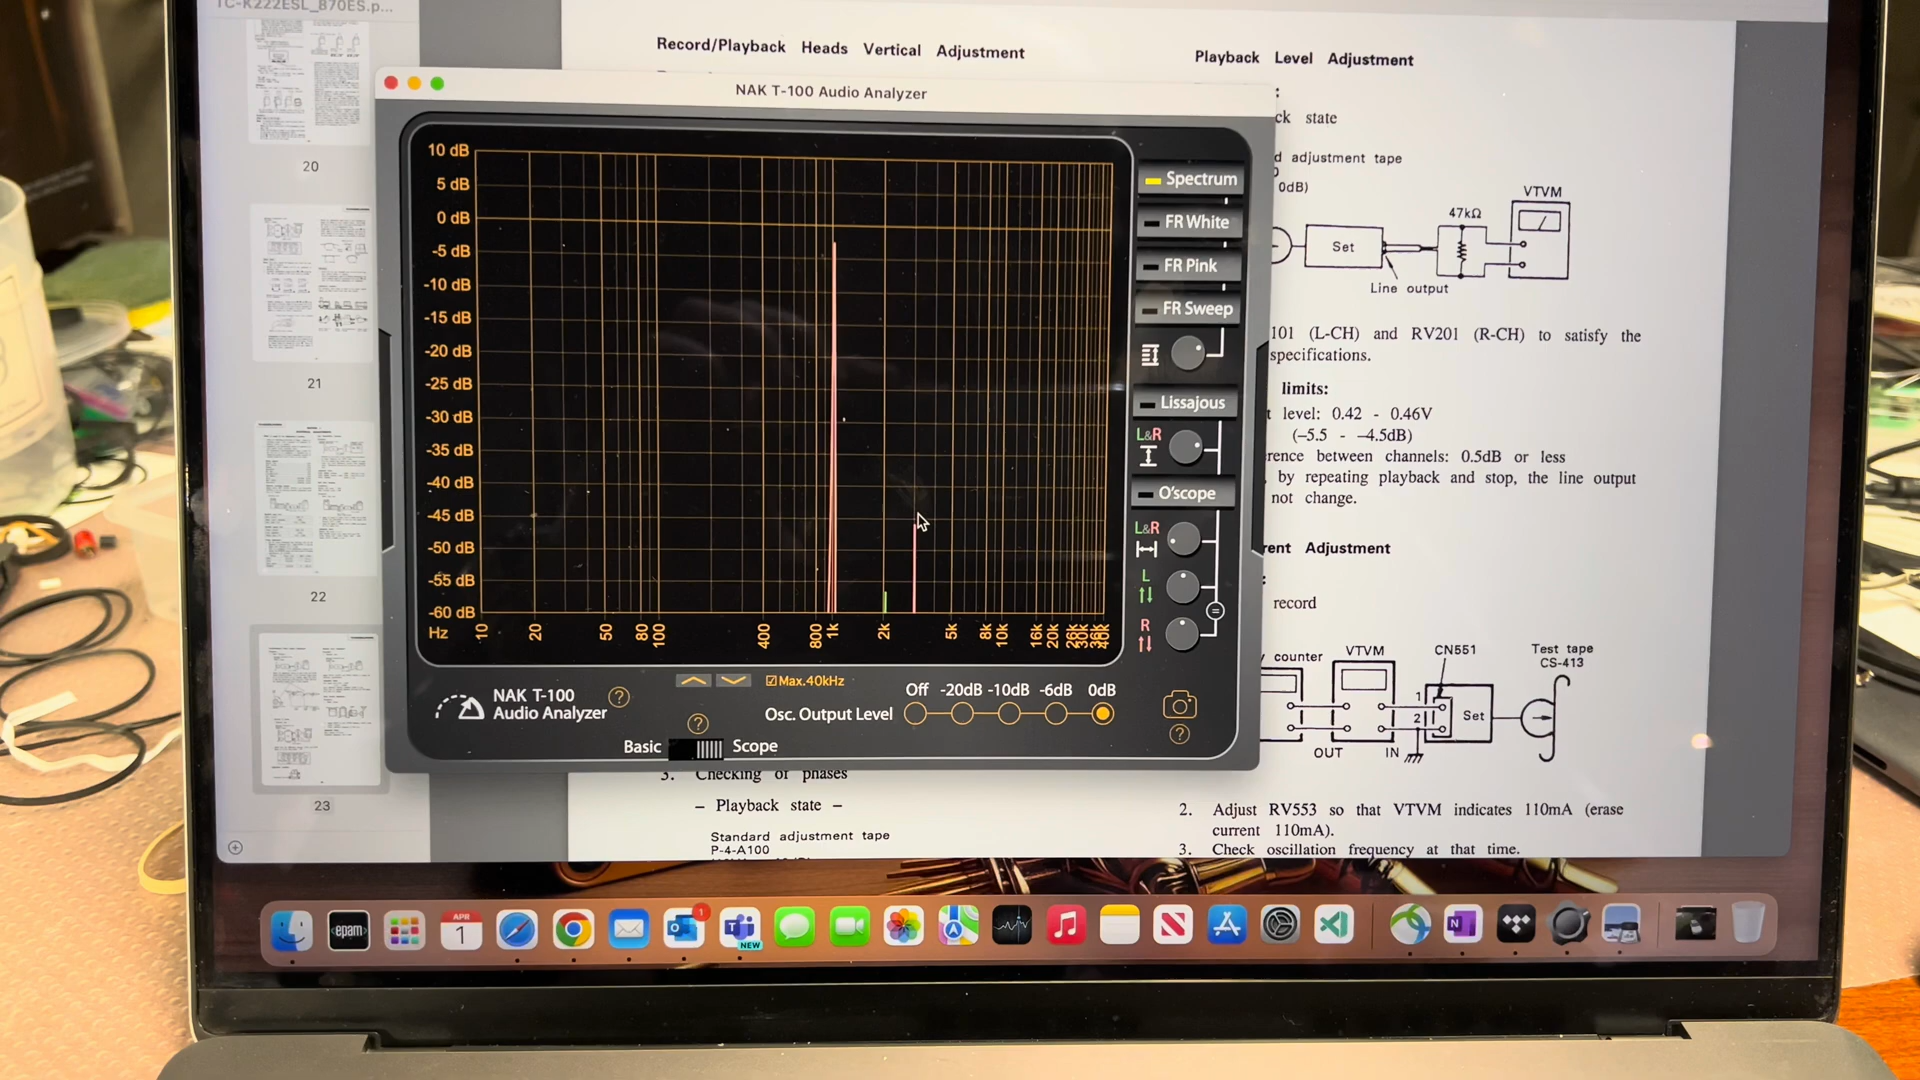 TC-K222ESL_870ES.p...
20
21
22
23
Record/Playback Heads Vertical Adjustment
Playback Level Adjustment
:
ck state
d adjustment tape
0dB)
VTVM
47kΩ
Set
Line output
101 (L-CH) and RV201 (R-CH) to satisfy the
specifications.
limits:
t level: 0.42 - 0.46V
(–5.5 - –4.5dB)
rence between channels: 0.5dB or less
by repeating playback and stop, the line output
not change.
rent Adjustment
:
record
y counter
VTVM
CN551
Test tape
CS-413
1
2
Set
OUT
IN
2. Adjust RV553 so that VTVM indicates 110mA (erase
current 110mA).
3. Check oscillation frequency at that time.
3. Checking of phases
– Playback state –
Standard adjustment tape
P-4-A100
NAK T-100 Audio Analyzer
10 dB
5 dB
0 dB
-5 dB
-10 dB
-15 dB
-20 dB
-25 dB
-30 dB
-35 dB
-40 dB
-45 dB
-50 dB
-55 dB
-60 dB
Hz 10 20 50 80 100 400 800 1k 2k 5k 8k 10k 16k 20k
Spectrum
FR White
FR Pink
FR Sweep
Lissajous
L&R
O'scope
L&R
L
R
=
NAK T-100
Audio Analyzer
?
Max.40kHz
?
Off -20dB -10dB -6dB 0dB
Osc. Output Level
?
Basic Scope
epam
APR
1
1
NEW
N